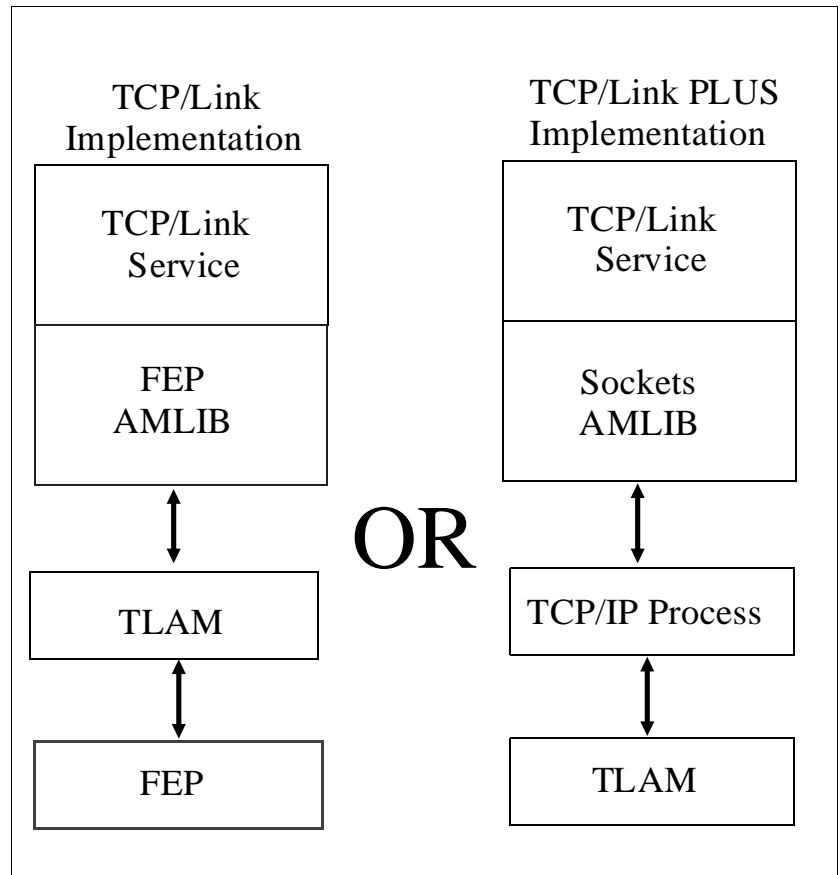 TCP/Link
Implementation
TCP/Link
Service
FEP
AMLIB
TLAM
FEP
OR
TCP/Link PLUS
Implementation
TCP/Link
Service
Sockets
AMLIB
TCP/IP Process
TLAM